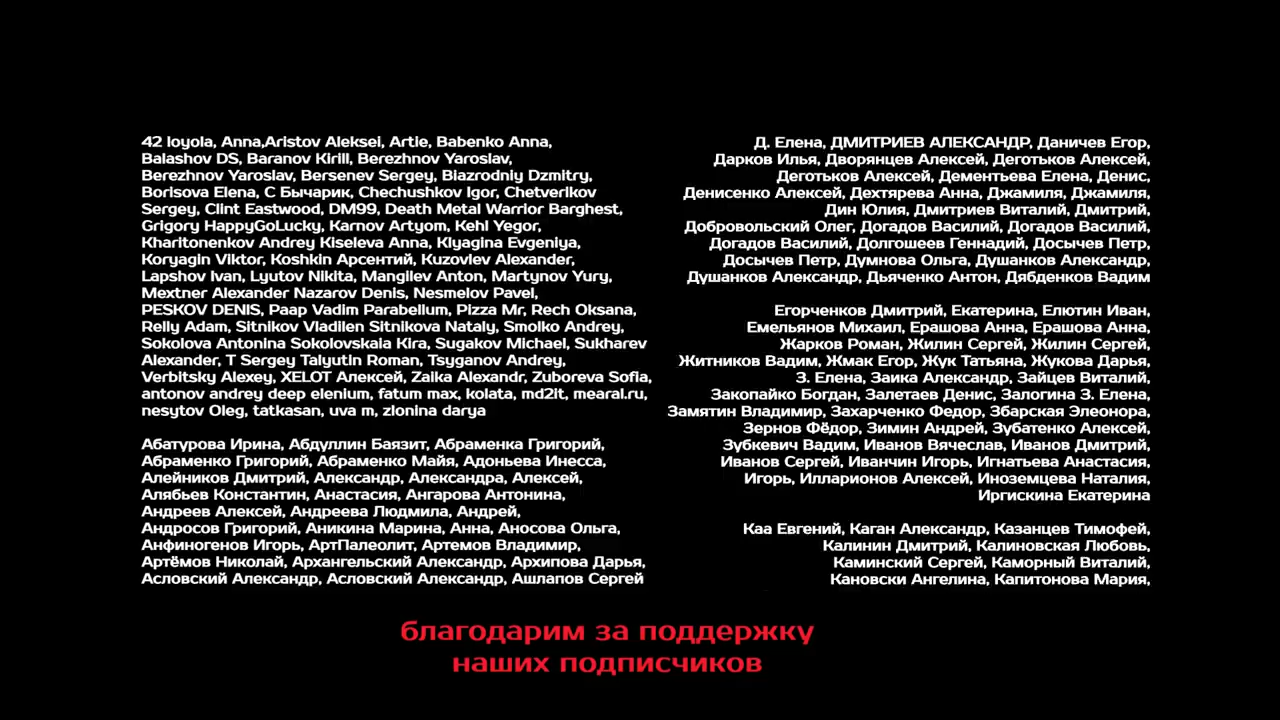 42 loyola, Anna,Aristov Aleksei, Artie, Babenko Anna,
Balashov DS, Baranov Kirill, Berezhnov Yaroslav,
Berezhnov Yaroslav, Bersenev Sergey, Blazrodniy Dzmitry,
Borisova Elena, С Бычарик, Chechushkov Igor, Chetverikov
Sergey, Clint Eastwood, DM99, Death Metal Warrior Barghest,
Grigory HappyGoLucky, Karnov Artyom, Kehl Yegor,
Kharitonenkov Andrey Kiseleva Anna, Klyagina Evgeniya,
Koryagin Viktor, Koshkin Арсентий, Kuzovlev Alexander,
Lapshov Ivan, Lyutov Nikita, Mangilev Anton, Martynov Yury,
Mextner Alexander Nazarov Denis, Nesmelov Pavel,
PESKOV DENIS, Paap Vadim Parabellum, Pizza Mr, Rech Oksana,
Relly Adam, Sitnikov Vladilen Sitnikova Nataly, Smolko Andrey,
Sokolova Antonina Sokolovskaia Kira, Sugakov Michael, Sukharev
Alexander, T Sergey Talyutin Roman, Tsyganov Andrey,
Verbitsky Alexey, XELOT Алексей, Zaika Alexandr, Zuboreva Sofia,
antonov andrey deep elenium, fatum max, kolata, md2it, mearal.ru,
nesytov Oleg, tatkasan, uva m, zlonina darya
Абатурова Ирина, Абдуллин Баязит, Абраменка Григорий,
Абраменко Григорий, Абраменко Майя, Адоньева Инесса,
Алейников Дмитрий, Александр, Александра, Алексей,
Алябьев Константин, Анастасия, Ангарова Антонина,
Андреев Алексей, Андреева Людмила, Андрей,
Андросов Григорий, Аникина Марина, Анна, Аносова Ольга,
Анфиногенов Игорь, АртПалеолит, Артемов Владимир,
Артёмов Николай, Архангельский Александр, Архипова Дарья,
Асловский Александр, Асловский Александр, Ашлапов Сергей
Д. Елена, ДМИТРИЕВ АЛЕКСАНДР, Даничев Егор,
Дарков Илья, Дворянцев Алексей, Деготьков Алексей,
Деготьков Алексей, Дементьева Елена, Денис,
Денисенко Алексей, Дехтярева Анна, Джамиля, Джамиля,
Дин Юлия, Дмитриев Виталий, Дмитрий,
Добровольский Олег, Догадов Василий, Догадов Василий,
Догадов Василий, Долгошеев Геннадий, Досычев Петр,
Досычев Петр, Думнова Ольга, Душанков Александр,
Душанков Александр, Дьяченко Антон, Дябденков Вадим
Егорченков Дмитрий, Екатерина, Елютин Иван,
Емельянов Михаил, Ерашова Анна, Ерашова Анна,
Жарков Роман, Жилин Сергей, Жилин Сергей,
Житников Вадим, Жмак Егор, Жук Татьяна, Жукова Дарья,
З. Елена, Заика Александр, Зайцев Виталий,
Закопайко Богдан, Залетаев Денис, Залогина З. Елена,
Замятин Владимир, Захарченко Федор, Збарская Элеонора,
Зернов Фёдор, Зимин Андрей, Зубатенко Алексей,
Зубкевич Вадим, Иванов Вячеслав, Иванов Дмитрий,
Иванов Сергей, Иванчин Игорь, Игнатьева Анастасия,
Игорь, Илларионов Алексей, Иноземцева Наталия,
Иргискина Екатерина
Каа Евгений, Каган Александр, Казанцев Тимофей,
Калинин Дмитрий, Калиновская Любовь,
Каминский Сергей, Каморный Виталий,
Кановски Ангелина, Капитонова Мария,
благодарим за поддержку
наших подписчиков